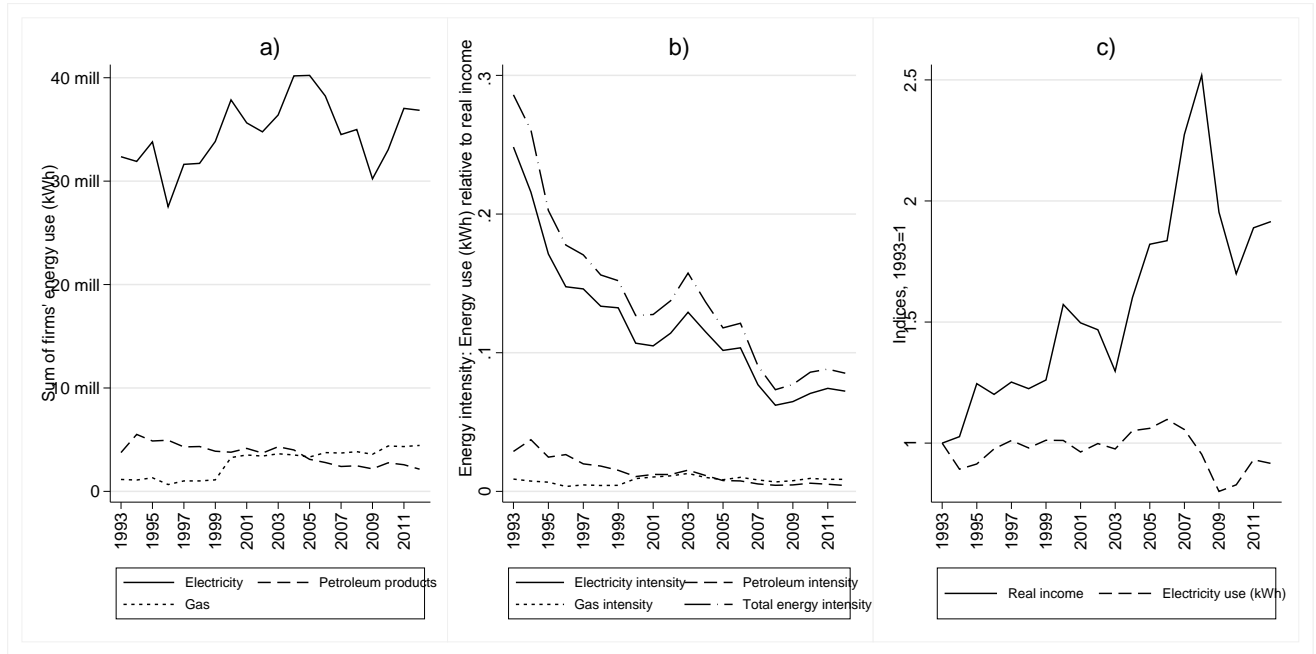 a)
Sum of firms' energy use (kWh)
40 mill
30 mill
20 mill
10 mill
0
1993
1995
1997
1999
2001
2003
2005
2007
2009
2011
Electricity
Petroleum products
Gas
b)
Energy intensity: Energy use (kWh) relative to real income
.3
.2
.1
0
1993
1995
1997
1999
2001
2003
2005
2007
2009
2011
Electricity intensity
Petroleum intensity
Gas intensity
Total energy intensity
c)
Indices, 1993=1
2.5
2
1.5
1
1993
1995
1997
1999
2001
2003
2005
2007
2009
2011
Real income
Electricity use (kWh)